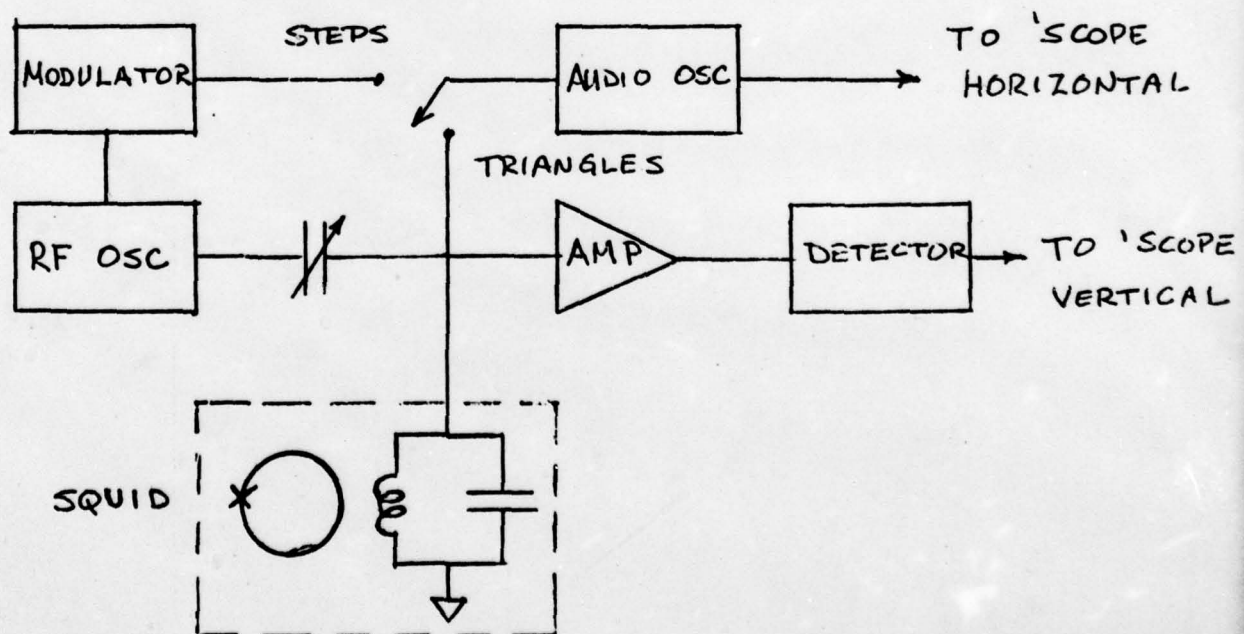 STEPS
TO 'SCOPE
HORIZONTAL
MODULATOR
AUDIO OSC
TRIANGLES
RF OSC
AMP
DETECTOR
TO 'SCOPE
VERTICAL
SQUID